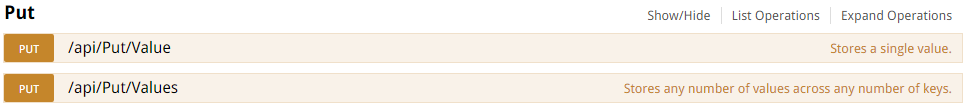 Put Show/Hide List Operations Expand Operations
PUT /api/Put/Value Stores a single value.
PUT /api/Put/Values Stores any number of values across any number of keys.